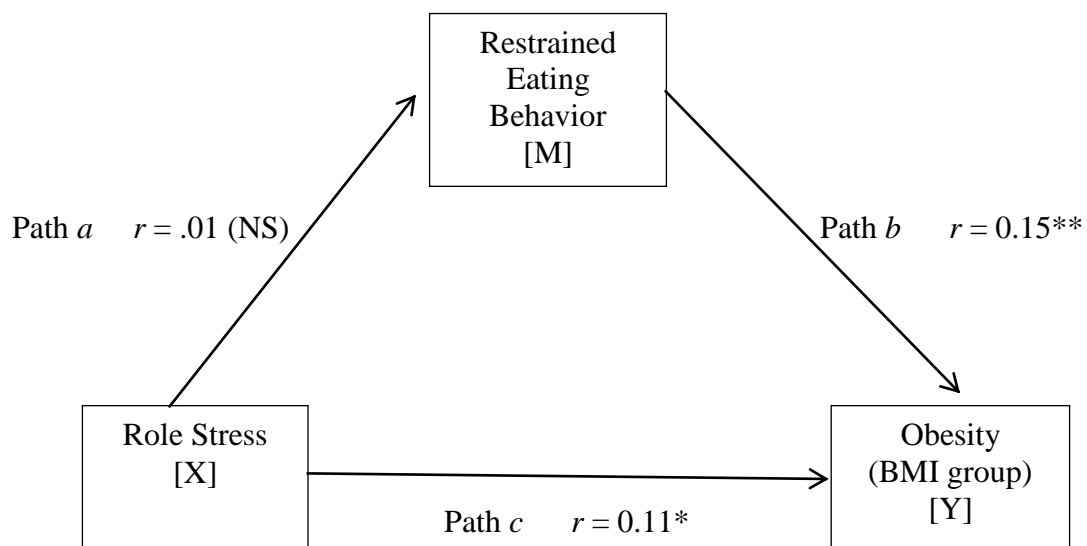 Restrained
Eating
Behavior
[M]
Path a r = .01 (NS)
Path b r = 0.15**
Role Stress
[X]
Obesity
(BMI group)
[Y]
Path c r = 0.11*